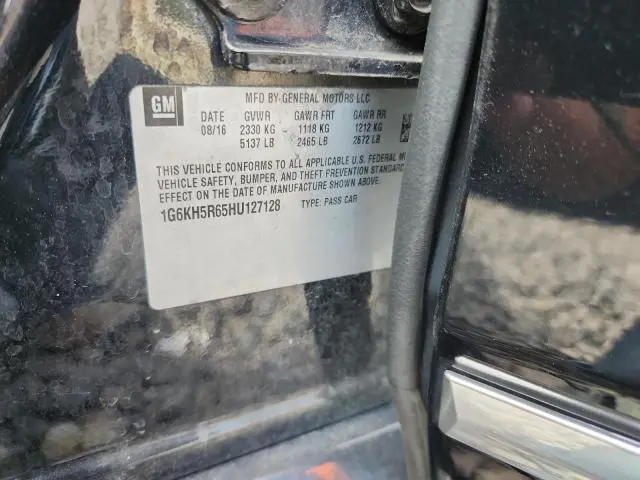 GM
MFD BY GENERAL MOTORS LLC
DATE GVWR GAWR FRT GAWR RR
08/16 2330 KG 1118 KG 1212 KG
5137 LB 2465 LB 2672 LB
THIS VEHICLE CONFORMS TO ALL APPLICABLE U.S. FEDERAL M
VEHICLE SAFETY, BUMPER, AND THEFT PREVENTION STANDARD
EFFECT ON THE DATE OF MANUFACTURE SHOWN ABOVE.
1G6KH5R65HU127128 TYPE: PASS CAR